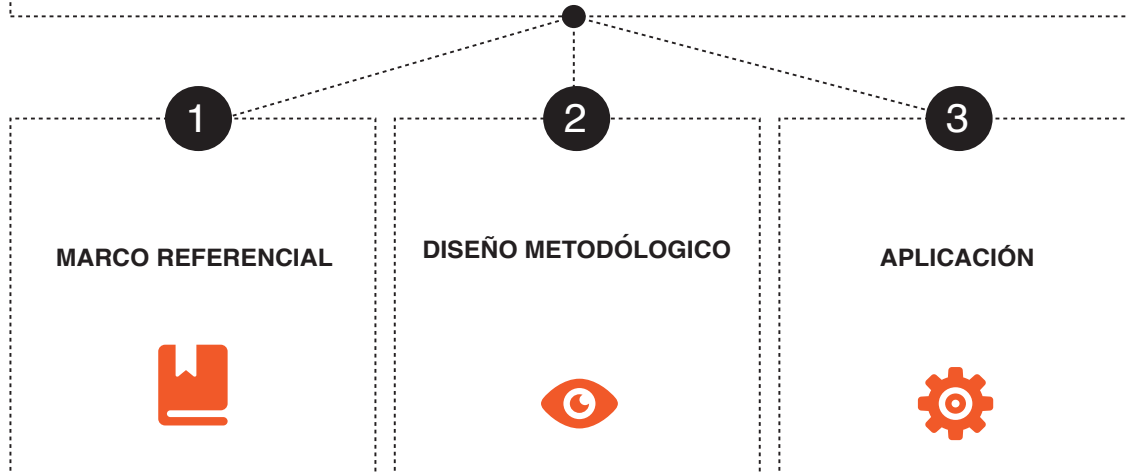 1
2
3
MARCO REFERENCIAL
DISEÑO METODÓLOGICO
APLICACIÓN